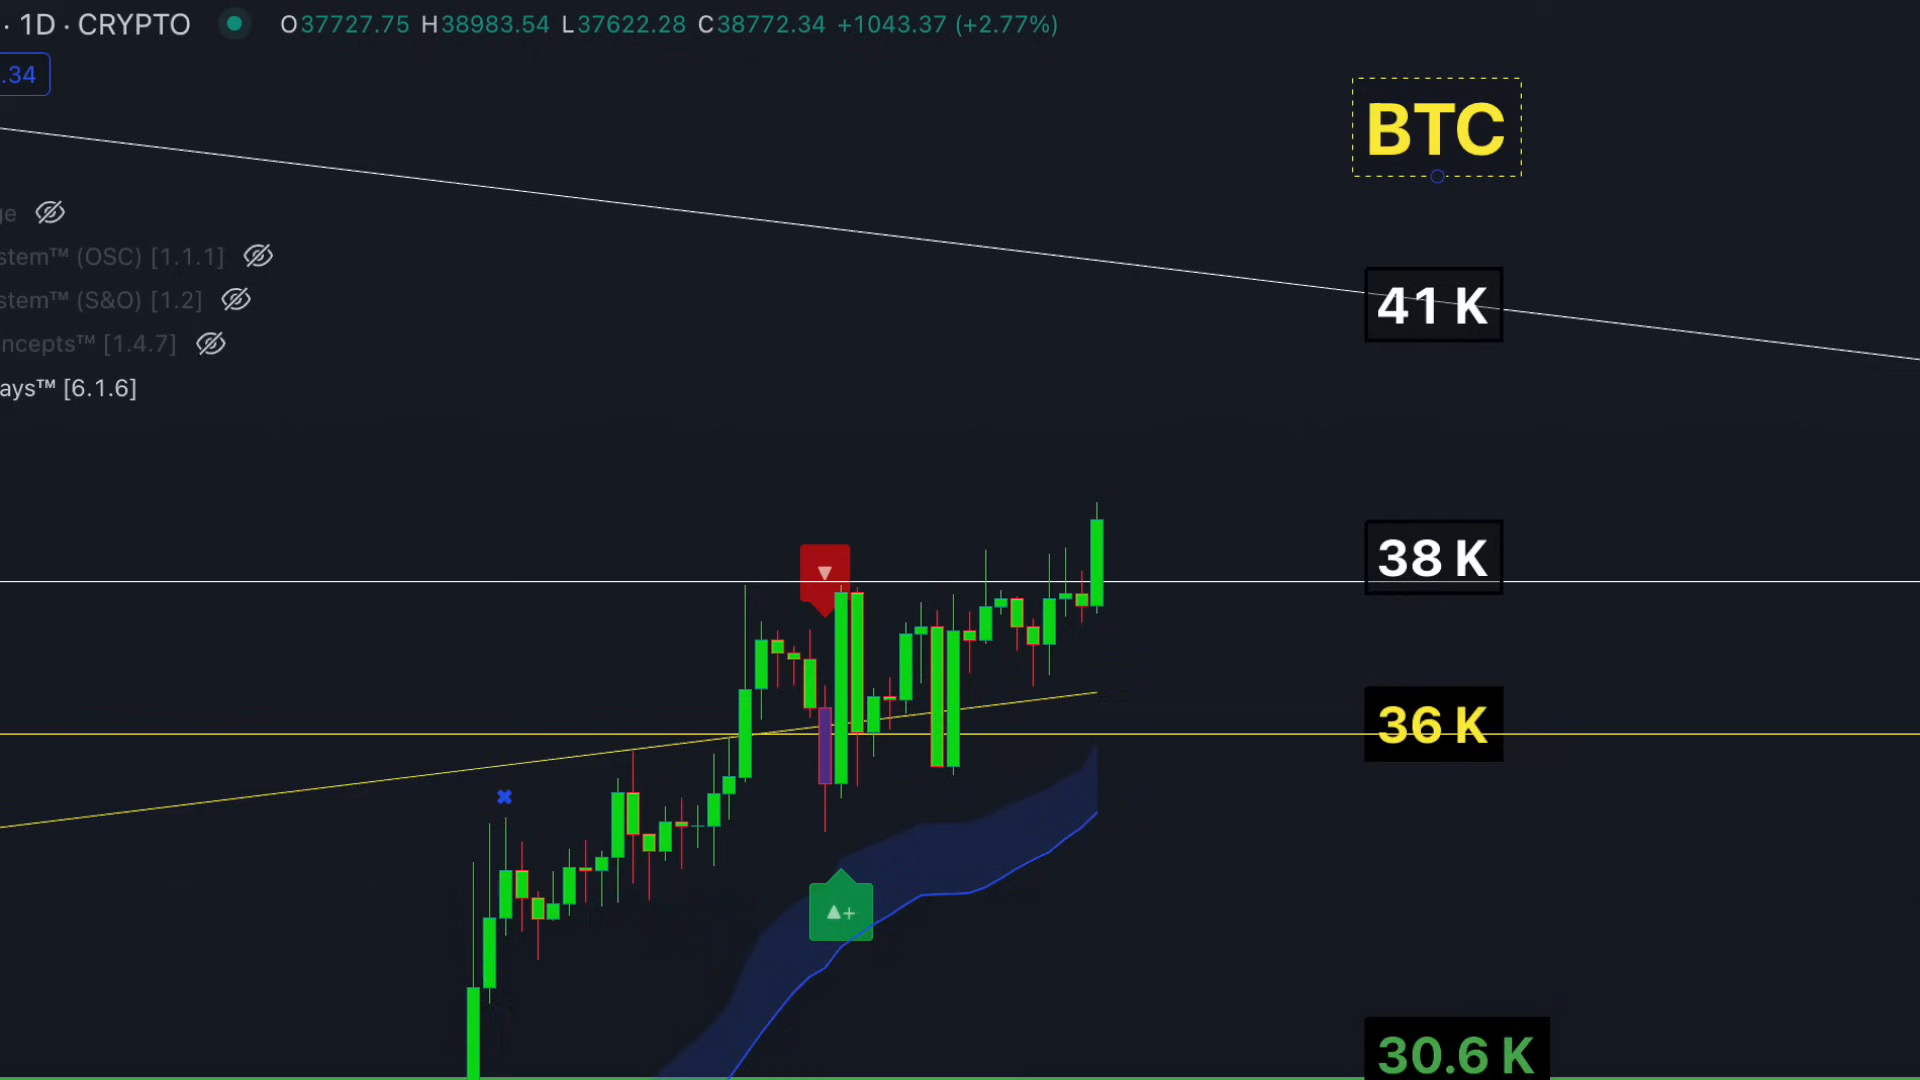 · 1D · CRYPTO O37727.75 H38983.54 L37622.28 C38772.34 +1043.37 (+2.77%)
.34
BTC
ge
stem™ (OSC) [1.1.1]
stem™ (S&O) [1.2]
41 K
ncepts™ [1.4.7]
ays™ [6.1.6]
38 K
36 K
30.6 K